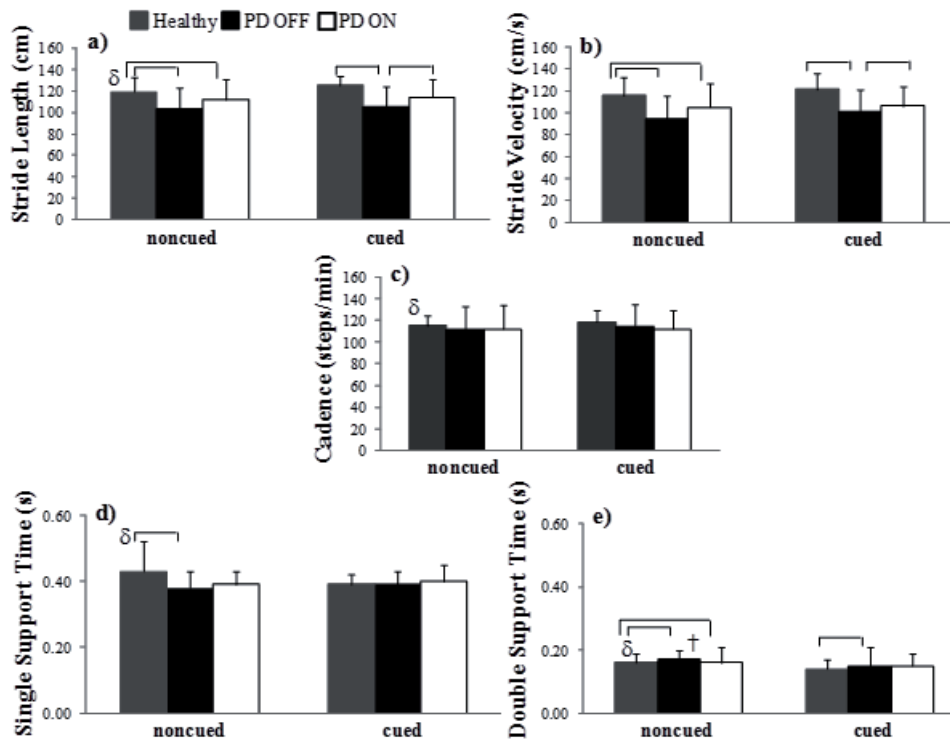 Healthy PD OFF PD ON
a)
Stride Length (cm)
160
140
120
100
80
60
40
20
0
δ
noncued cued
b)
Stride Velocity (cm/s)
160
140
120
100
80
60
40
20
0
noncued cued
c)
Cadence (steps/min)
160
140
120
100
80
60
40
20
0
δ
noncued cued
d)
Single Support Time (s)
0.60
0.40
0.20
0.00
δ
noncued cued
e)
Double Support Time (s)
0.60
0.40
0.20
0.00
δ †
noncued cued